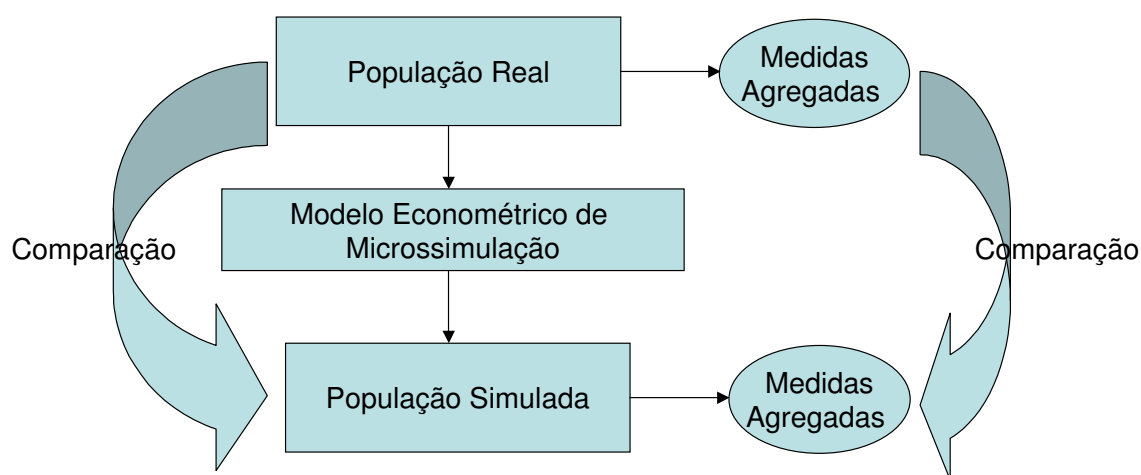 População Real
Medidas
Agregadas
Modelo Econométrico de
Microssimulação
Comparação
Comparação
População Simulada
Medidas
Agregadas